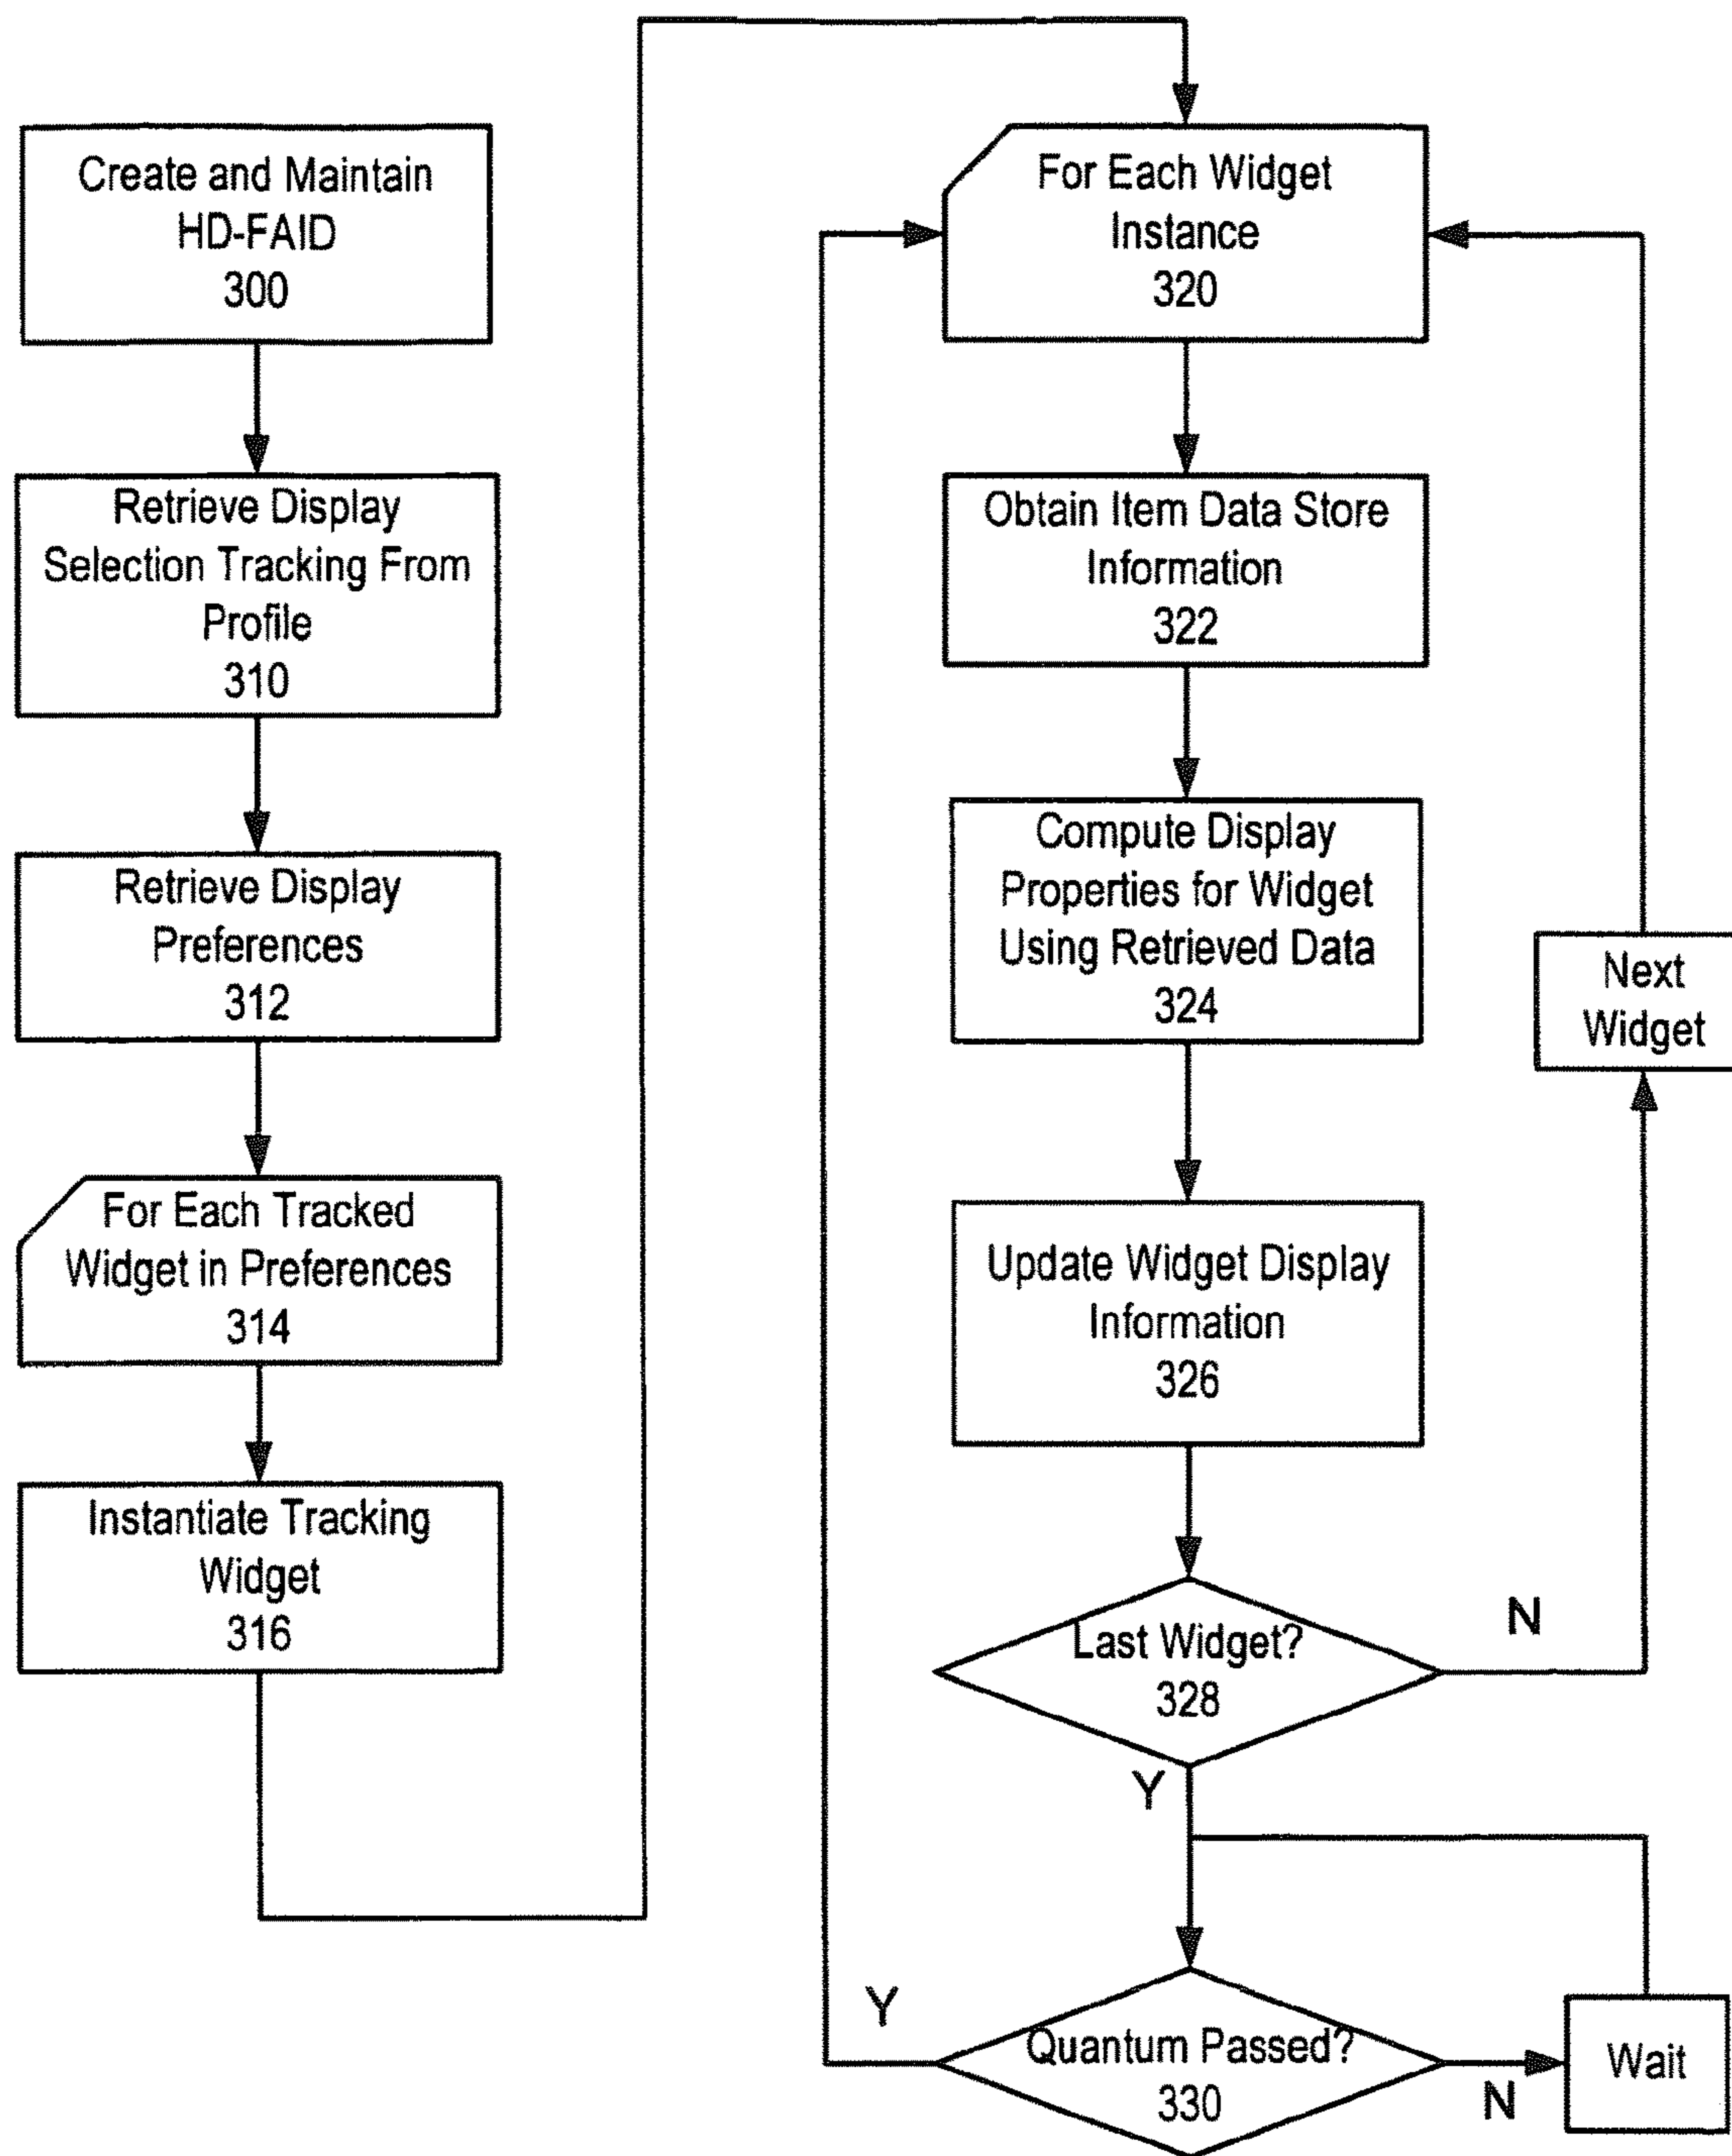 Create and Maintain
HD-FAID
300
Retrieve Display
Selection Tracking From
Profile
310
Retrieve Display
Preferences
312
For Each Tracked
Widget in Preferences
314
Instantiate Tracking
Widget
316
For Each Widget
Instance
320
Obtain Item Data Store
Information
322
Compute Display
Properties for Widget
Using Retrieved Data
324
Next
Widget
Update Widget Display
Information
326
Last Widget?
328
N
Y
Quantum Passed?
330
Y
N
Wait